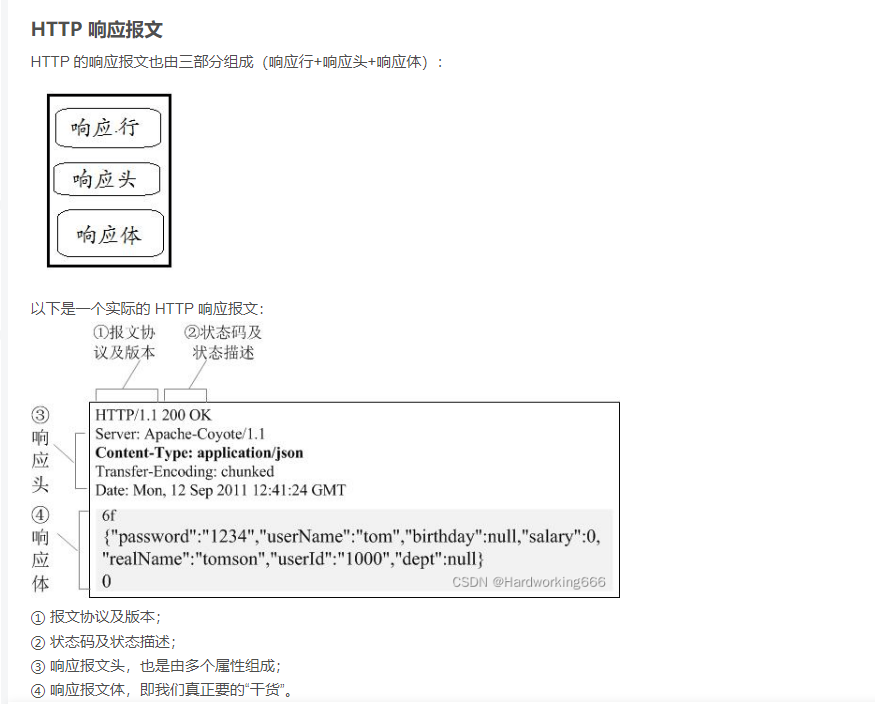 HTTP 响应报文
HTTP 的响应报文也由三部分组成（响应行+响应头+响应体）:
响应行
响应头
响应体
以下是一个实际的 HTTP 响应报文:
①报文协
议及版本
②状态码及
状态描述
③
响
应
头
HTTP/1.1 200 OK
Server: Apache-Coyote/1.1
Content-Type: application/json
Transfer-Encoding: chunked
Date: Mon, 12 Sep 2011 12:41:24 GMT
④
响
应
体
6f
{"password":"1234","userName":"tom","birthday":null,"salary":0,
"realName":"tomson","userId":"1000","dept":null}
0
CSDN @Hardworking666
① 报文协议及版本;
② 状态码及状态描述;
③ 响应报文头，也是由多个属性组成;
④ 响应报文体，即我们真正要的“干货”。